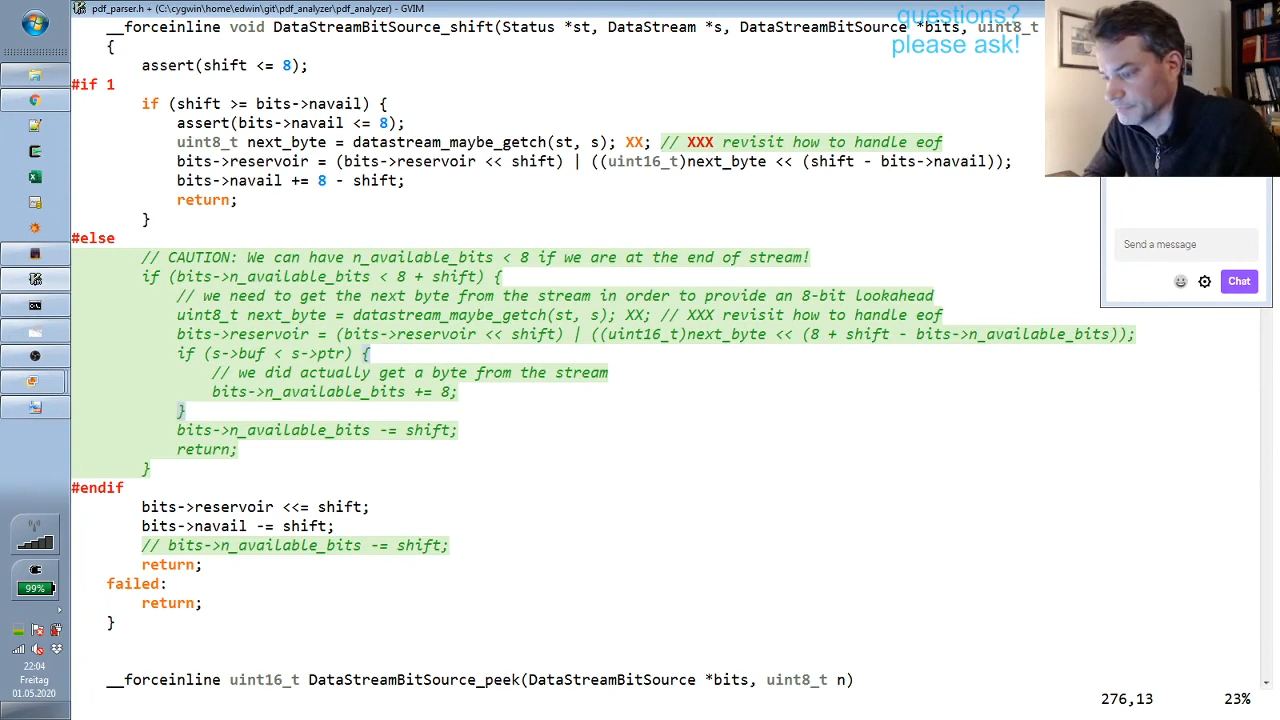 pdf_parser.h + (C:\cygwin\home\edwin\git\pdf_analyzer\pdf_analyzer) - GVIM
questions?
please ask!
__forceinline void DataStreamBitSource_shift(Status *st, DataStream *s, DataStreamBitSource *bits, uint8_t
{
assert(shift <= 8);
#if 1
if (shift >= bits->navail) {
assert(bits->navail <= 8);
uint8_t next_byte = datastream_maybe_getch(st, s); XX; // XXX revisit how to handle eof
bits->reservoir = (bits->reservoir << shift) | ((uint16_t)next_byte << (shift - bits->navail));
bits->navail += 8 - shift;
return;
}
#else
// CAUTION: We can have n_available_bits < 8 if we are at the end of stream!
if (bits->n_available_bits < 8 + shift) {
// we need to get the next byte from the stream in order to provide an 8-bit lookahead
uint8_t next_byte = datastream_maybe_getch(st, s); XX; // XXX revisit how to handle eof
bits->reservoir = (bits->reservoir << shift) | ((uint16_t)next_byte << (8 + shift - bits->n_available_bits));
if (s->buf < s->ptr) {
// we did actually get a byte from the stream
bits->n_available_bits += 8;
}
bits->n_available_bits -= shift;
return;
}
#endif
bits->reservoir <<= shift;
bits->navail -= shift;
// bits->n_available_bits -= shift;
return;
failed:
return;
}
__forceinline uint16_t DataStreamBitSource_peek(DataStreamBitSource *bits, uint8_t n)
276,13 23%
Send a message
Chat
99%
22:04
Freitag
01.05.2020